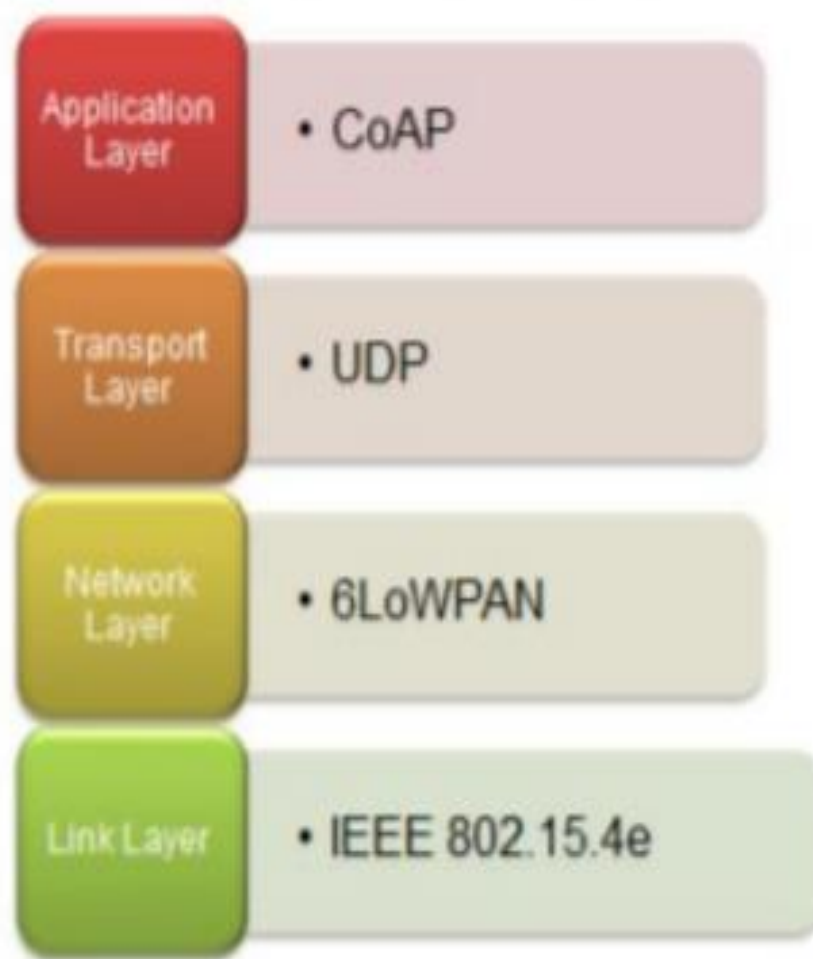 Application
Layer
• CoAP
Transport
Layer
• UDP
Network
Layer
• 6LoWPAN
Link Layer
• IEEE 802.15.4e